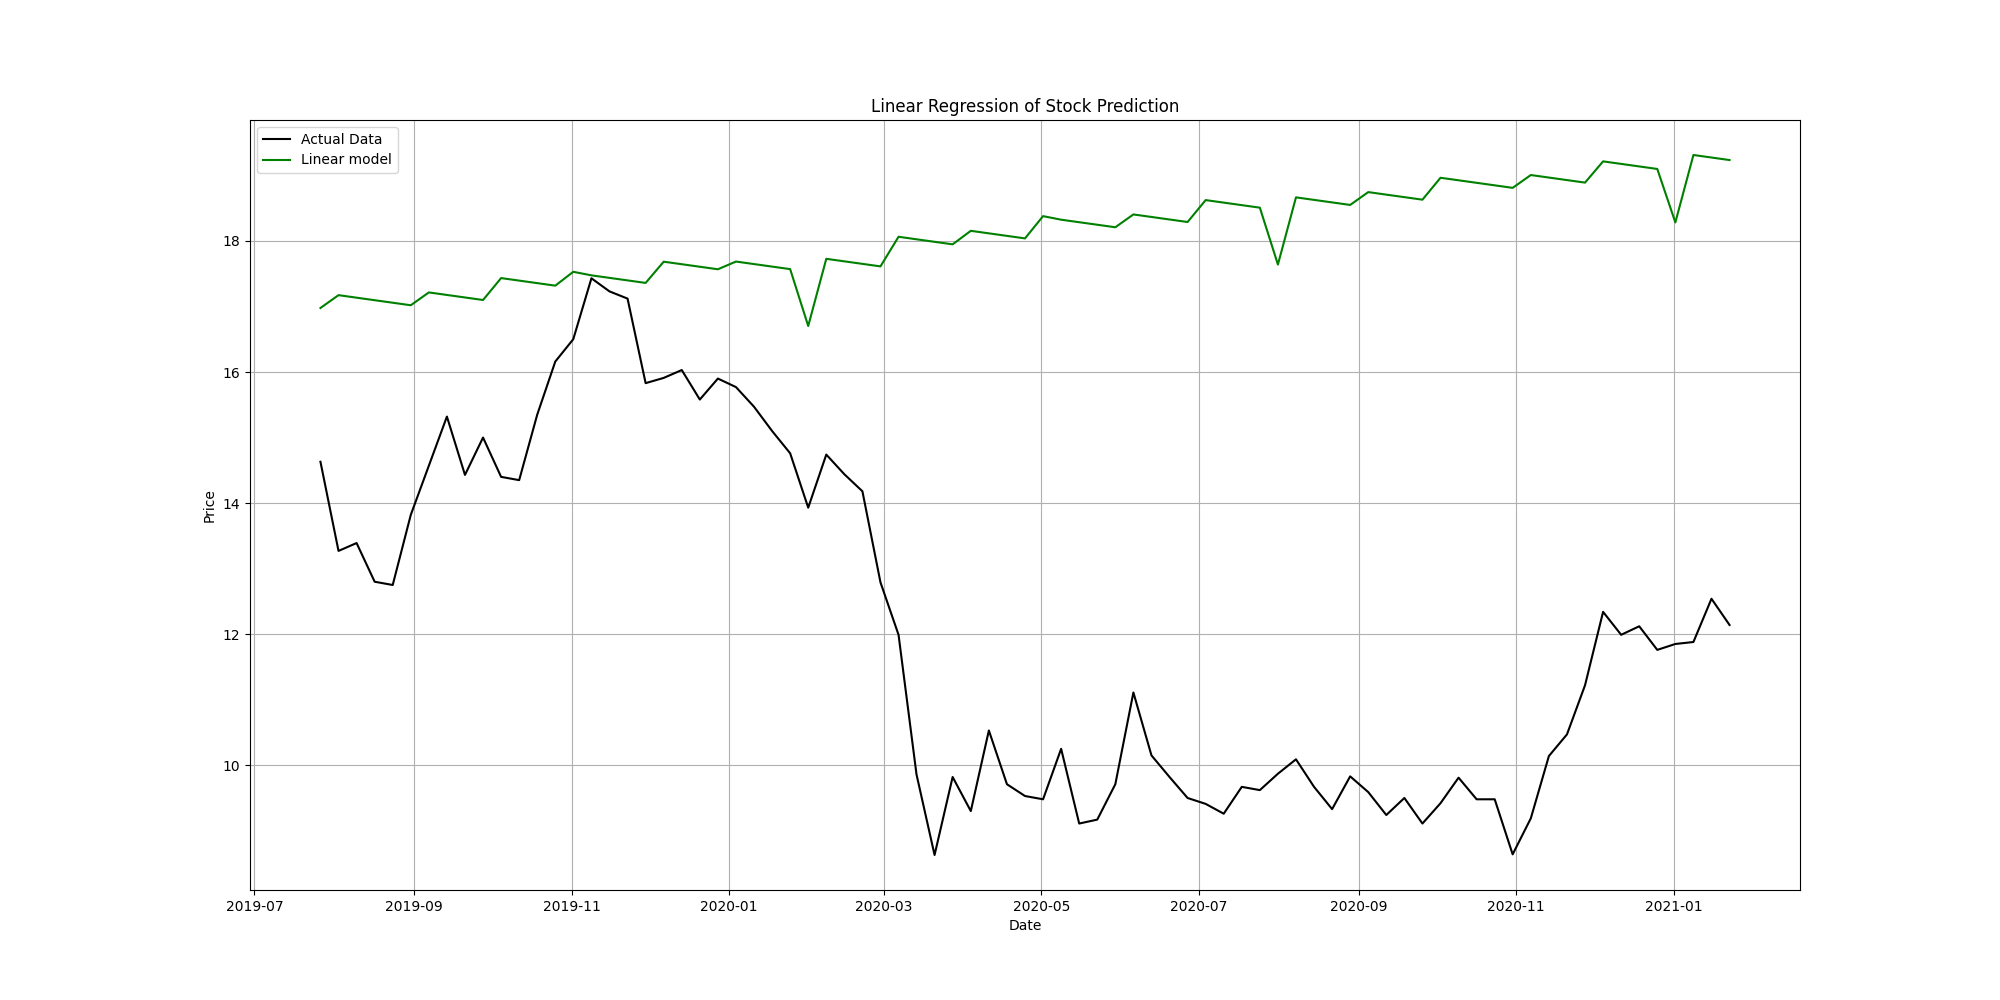 Linear Regression of Stock Prediction
Actual Data
Linear model
Price
18
16
14
12
10
2019-07 2019-09 2019-11 2020-01 2020-03 2020-05 2020-07 2020-09 2020-11 2021-01
Date